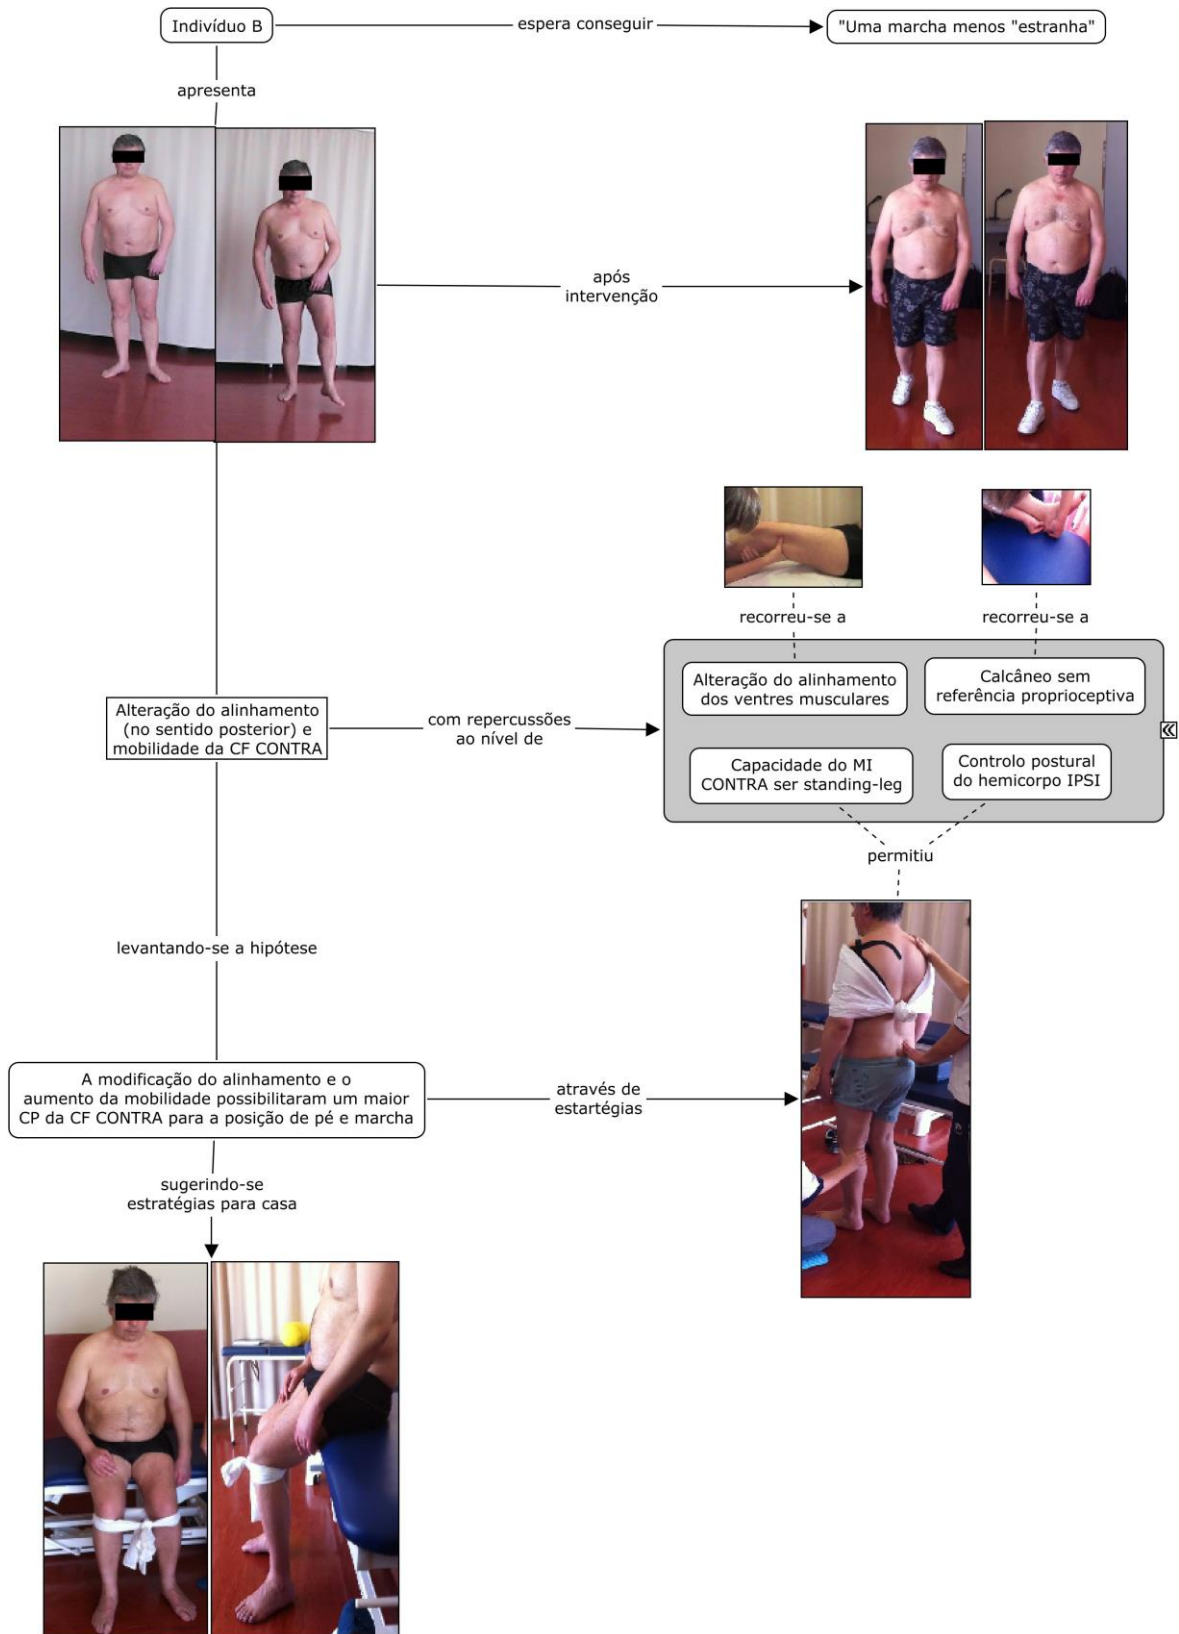 Indivíduo B
espera conseguir
"Uma marcha menos "estranha"
apresenta
após
intervenção
recorreu-se a
recorreu-se a
Alteração do alinhamento
dos ventres musculares
Calcâneo sem
referência proprioceptiva
Alteração do alinhamento
(no sentido posterior) e
mobilidade da CF CONTRA
com repercussões
ao nível de
Capacidade do MI
CONTRA ser standing-leg
Controlo postural
do hemicorpo IPSI
permitiu
levantando-se a hipótese
A modificação do alinhamento e o
aumento da mobilidade possibilitaram um maior
CP da CF CONTRA para a posição de pé e marcha
através de
estartégias
sugerindo-se
estratégias para casa